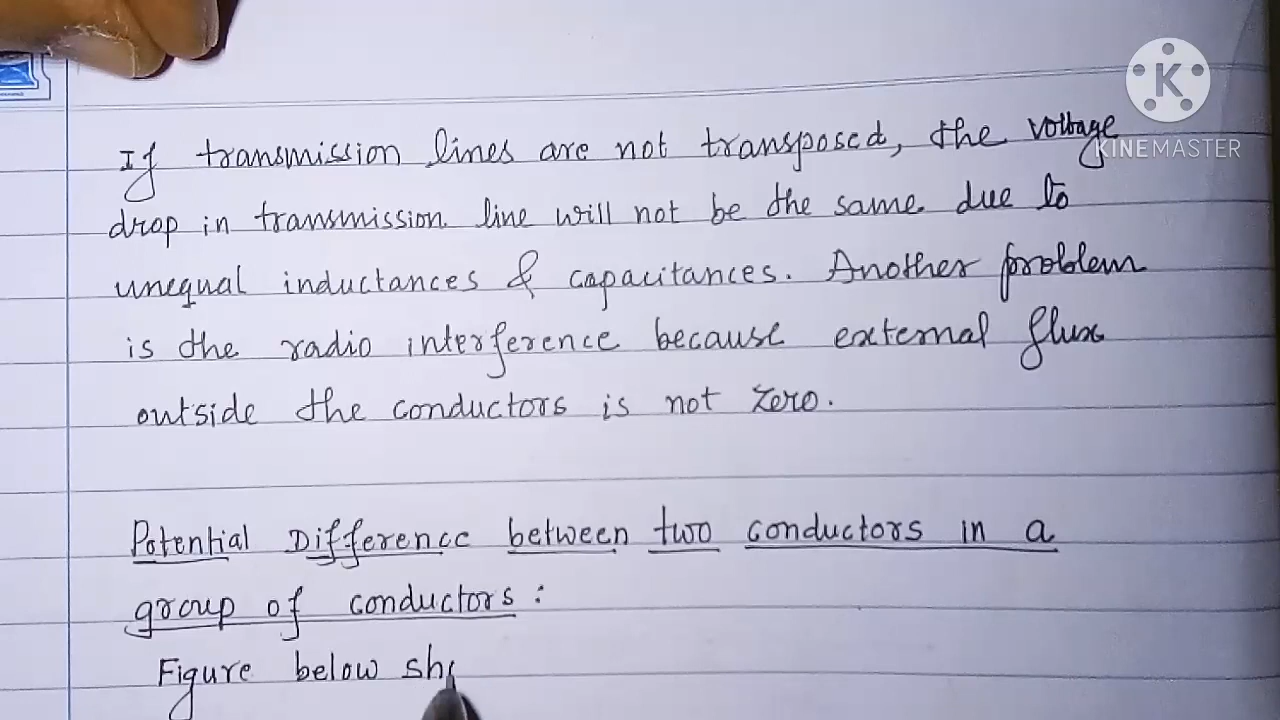 If transmission lines are not transposed, the voltage
KINEMASTER
drop in transmission line will not be the same due to
unequal inductances & capacitances. Another problem
is the radio interference because external flux
outside the conductors is not zero.
Potential Difference between two conductors in a
group of conductors:
Figure below sho